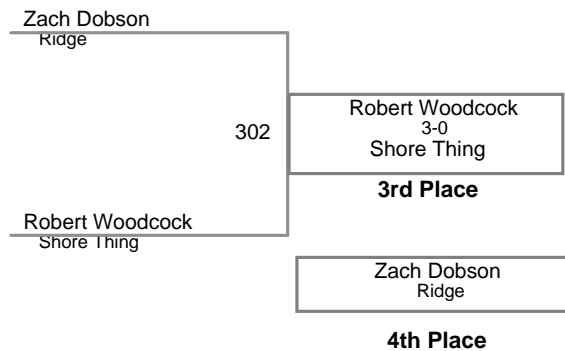 Zach Dobson
Ridge
302
Robert Woodcock
3-0
Shore Thing
3rd Place
Robert Woodcock
Shore Thing
Zach Dobson
Ridge
4th Place